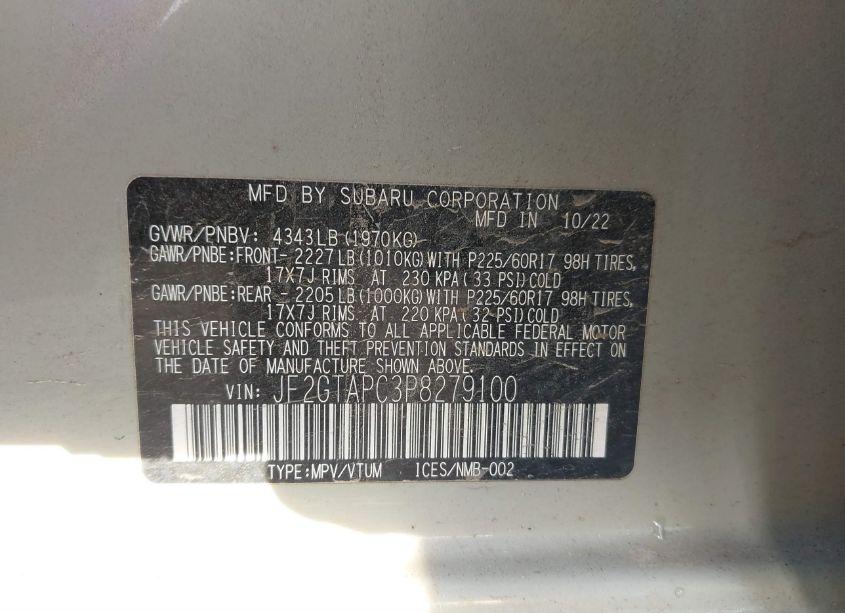 MFD BY SUBARU CORPORATION
MFD IN 10/22
GVWR/PNBV: 4343LB(1970KG)
GAWR/PNBE:FRONT- 2227LB(1010KG)WITH P225/60R17 98H TIRES,
17X7J RIMS AT 230 KPA( 33 PSI)COLD
GAWR/PNBE:REAR - 2205LB(1000KG)WITH P225/60R17 98H TIRES,
17X7J RIMS AT 220 KPA( 32 PSI)COLD
THIS VEHICLE CONFORMS TO ALL APPLICABLE FEDERAL MOTOR
VEHICLE SAFETY AND THEFT PREVENTION STANDARDS IN EFFECT ON
THE DATE OF MANUFACTURE SHOWN ABOVE.
VIN: JF2GTAPC3P8279100
TYPE:MPV/VTUM ICES/NMB-002